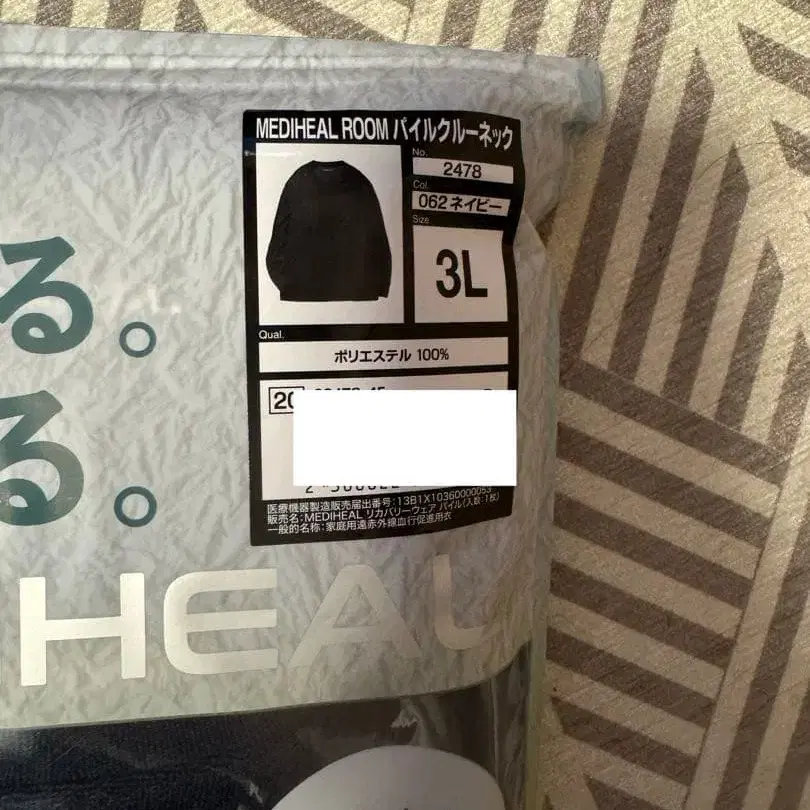 MEDIHEAL ROOM パイルクルーネック
No.
2478
Col.
062 ネイビー
Size
3L
Qual.
ポリエステル 100%
20
医療機器製造販売届出番号:13B1X10360000053
販売名:MEDIHEAL リカバリーウェア パイル(入数:1枚)
一般的名称:家庭用遠赤外線血行促進用衣
る。
る。
HEAL